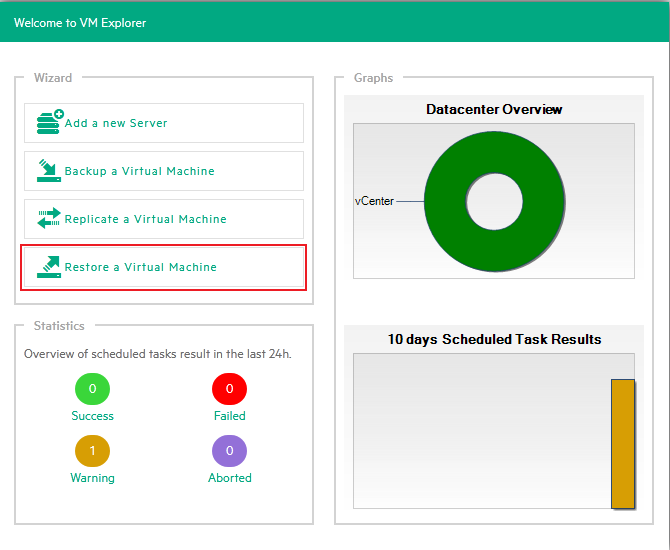 Welcome to VM Explorer
Wizard
Add a new Server
Backup a Virtual Machine
Replicate a Virtual Machine
Restore a Virtual Machine
Statistics
Overview of scheduled tasks result in the last 24h.
0
0
Success
Failed
1
0
Warning
Aborted
Graphs
Datacenter Overview
vCenter
10 days Scheduled Task Results